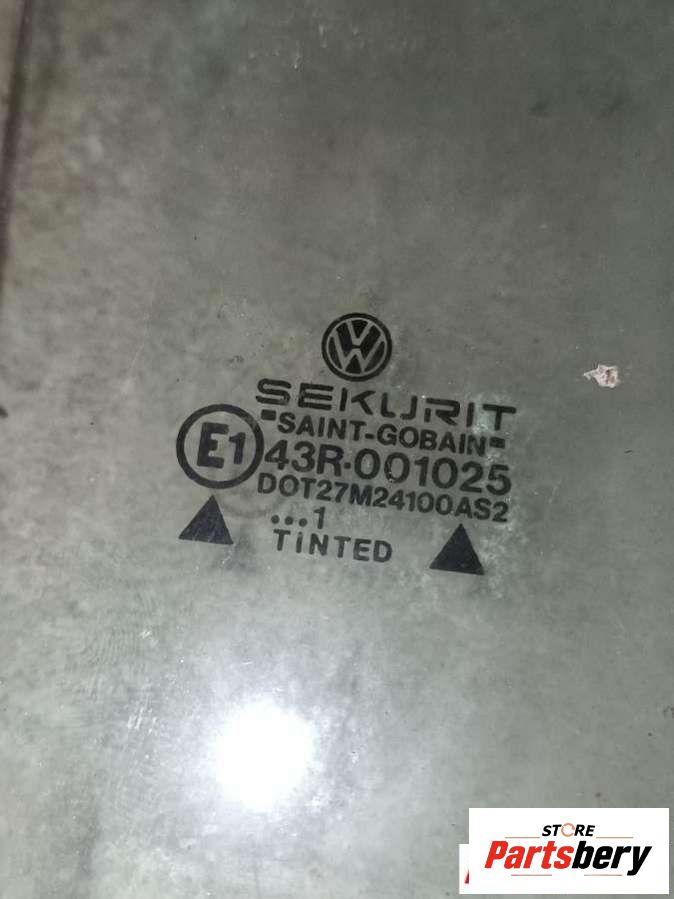 SEKURIT
"SAINT-GOBAIN"
E1
43R-001025
DOT27M24100AS2
...1
TiNTED
STORE
Partsbery